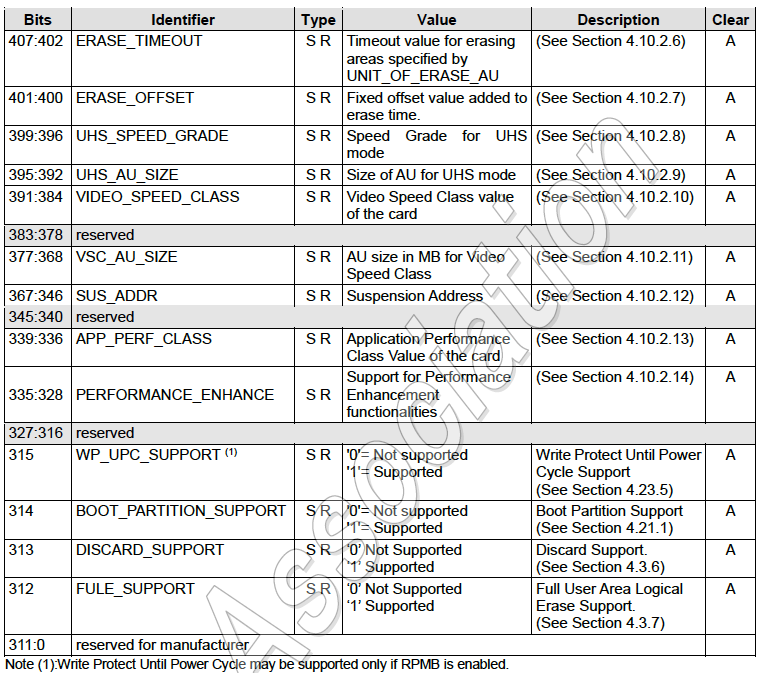 Bits Identifier Type Value Description Clear
407:402 ERASE_TIMEOUT S R Timeout value for erasing (See Section 4.10.2.6) A
areas specified by
UNIT_OF_ERASE_AU
401:400 ERASE_OFFSET S R Fixed offset value added to (See Section 4.10.2.7) A
erase time.
399:396 UHS_SPEED_GRADE S R Speed Grade for UHS (See Section 4.10.2.8) A
mode
395:392 UHS_AU_SIZE S R Size of AU for UHS mode (See Section 4.10.2.9) A
391:384 VIDEO_SPEED_CLASS S R Video Speed Class value (See Section 4.10.2.10) A
of the card
383:378 reserved
377:368 VSC_AU_SIZE S R AU size in MB for Video (See Section 4.10.2.11) A
Speed Class
367:346 SUS_ADDR S R Suspension Address (See Section 4.10.2.12) A
345:340 reserved
339:336 APP_PERF_CLASS S R Application Performance (See Section 4.10.2.13) A
Class Value of the card
Support for Performance (See Section 4.10.2.14) A
335:328 PERFORMANCE_ENHANCE S R Enhancement
functionalities
327:316 reserved
315 WP_UPC_SUPPORT (1) S R '0'= Not supported Write Protect Until Power A
'1'= Supported Cycle Support
(See Section 4.23.5)
314 BOOT_PARTITION_SUPPORT S R '0'= Not supported Boot Partition Support A
'1'= Supported (See Section 4.21.1)
313 DISCARD_SUPPORT S R ‘0’ Not Supported Discard Support. A
‘1’ Supported (See Section 4.3.6)
312 FULE_SUPPORT S R ‘0’ Not Supported Full User Area Logical A
‘1’ Supported Erase Support.
(See Section 4.3.7)
311:0 reserved for manufacturer
Note (1):Write Protect Until Power Cycle may be supported only if RPMB is enabled.
Association